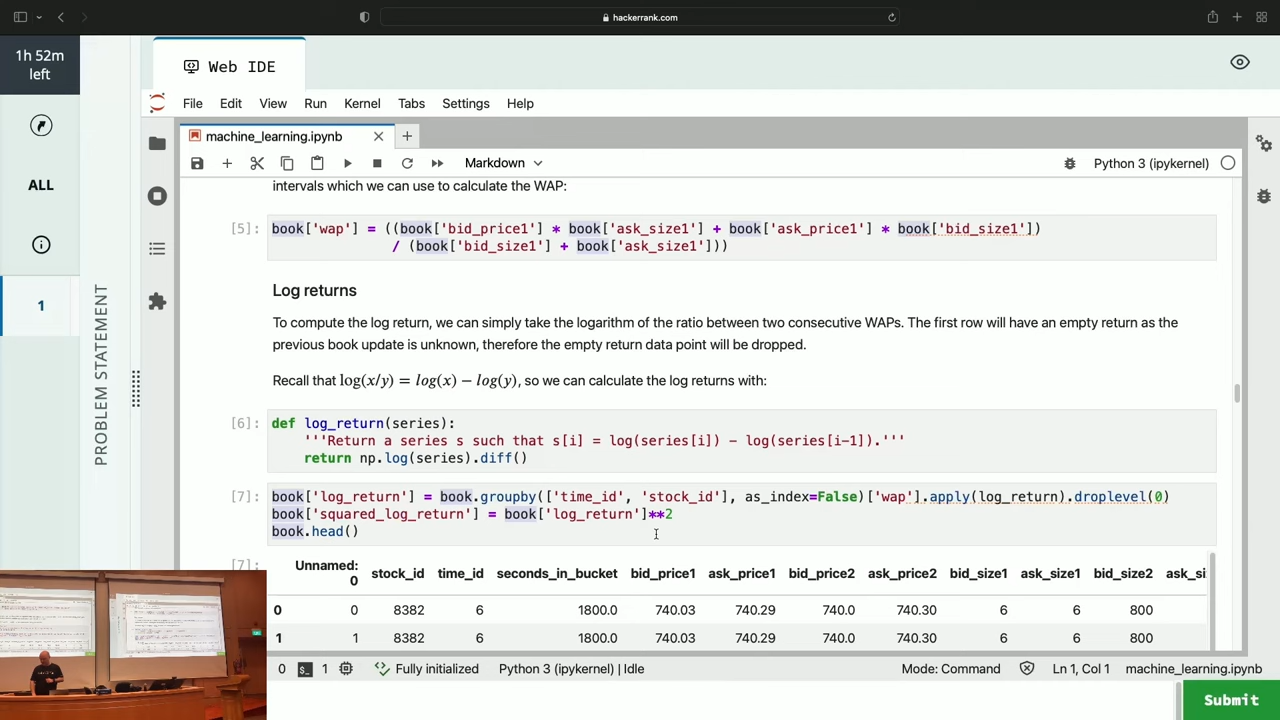 hackerrank.com
1h 52m
left
Web IDE
File Edit View Run Kernel Tabs Settings Help
machine_learning.ipynb
Markdown
Python 3 (ipykernel)
ALL
1
PROBLEM STATEMENT
intervals which we can use to calculate the WAP:
[5]: book['wap'] = ((book['bid_price1'] * book['ask_size1'] + book['ask_price1'] * book['bid_size1'])
/ (book['bid_size1'] + book['ask_size1']))
Log returns
To compute the log return, we can simply take the logarithm of the ratio between two consecutive WAPs. The first row will have an empty return as the
previous book update is unknown, therefore the empty return data point will be dropped.
Recall that log(x/y) = log(x) − log(y), so we can calculate the log returns with:
[6]: def log_return(series):
'''Return a series s such that s[i] = log(series[i]) - log(series[i-1]).'''
return np.log(series).diff()
[7]: book['log_return'] = book.groupby(['time_id', 'stock_id'], as_index=False)['wap'].apply(log_return).droplevel(0)
book['squared_log_return'] = book['log_return']**2
book.head()
[7]: Unnamed: 0 stock_id time_id seconds_in_bucket bid_price1 ask_price1 bid_price2 ask_price2 bid_size1 ask_size1 bid_size2 ask_si
0 0 8382 6 1800.0 740.03 740.29 740.0 740.30 6 6 809
1 1 8382 6 1800.0 740.03 740.29 740.0 740.30 6 6 800
0 1 Fully initialized Python 3 (ipykernel) | Idle Mode: Command Ln 1, Col 1 machine_learning.ipynb
Submit